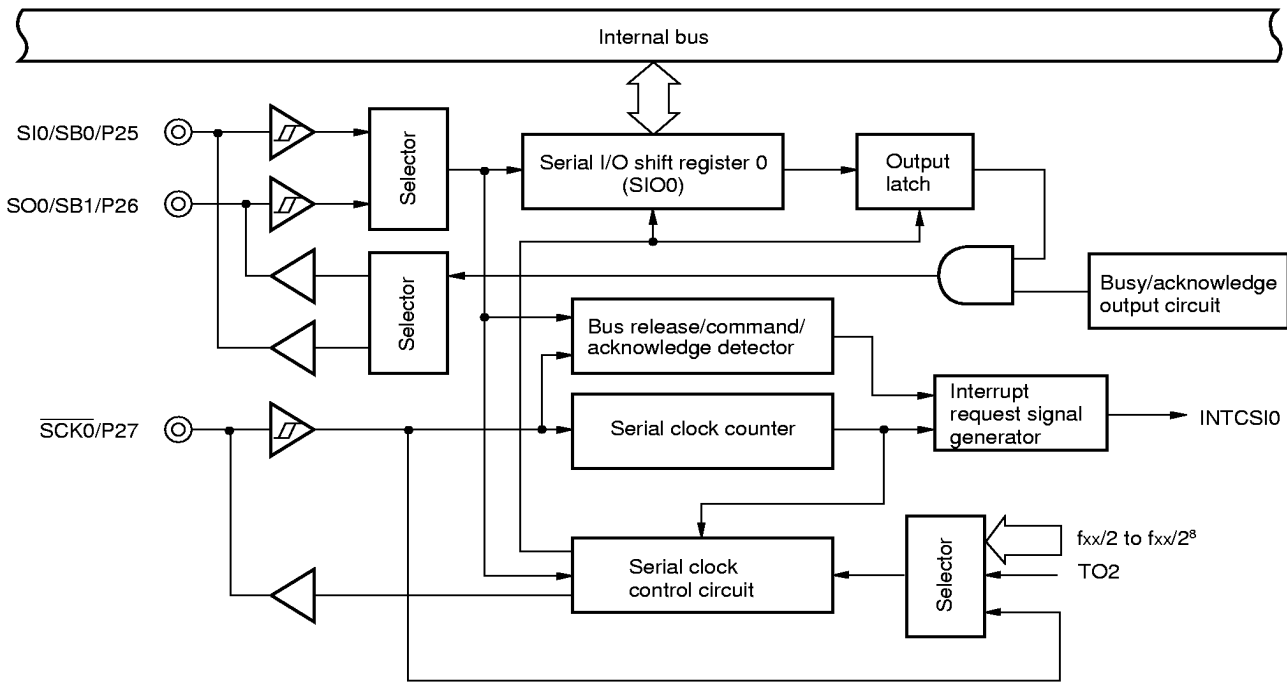 Internal bus
SI0/SB0/P25
Selector
Serial I/O shift register 0
(SIO0)
Output
latch
SO0/SB1/P26
Selector
Busy/acknowledge
output circuit
Bus release/command/
acknowledge detector
Interrupt
request signal
generator
INTCSI0
SCK0/P27
Serial clock counter
Serial clock
control circuit
Selector
fxx/2 to fxx/2⁸
TO2